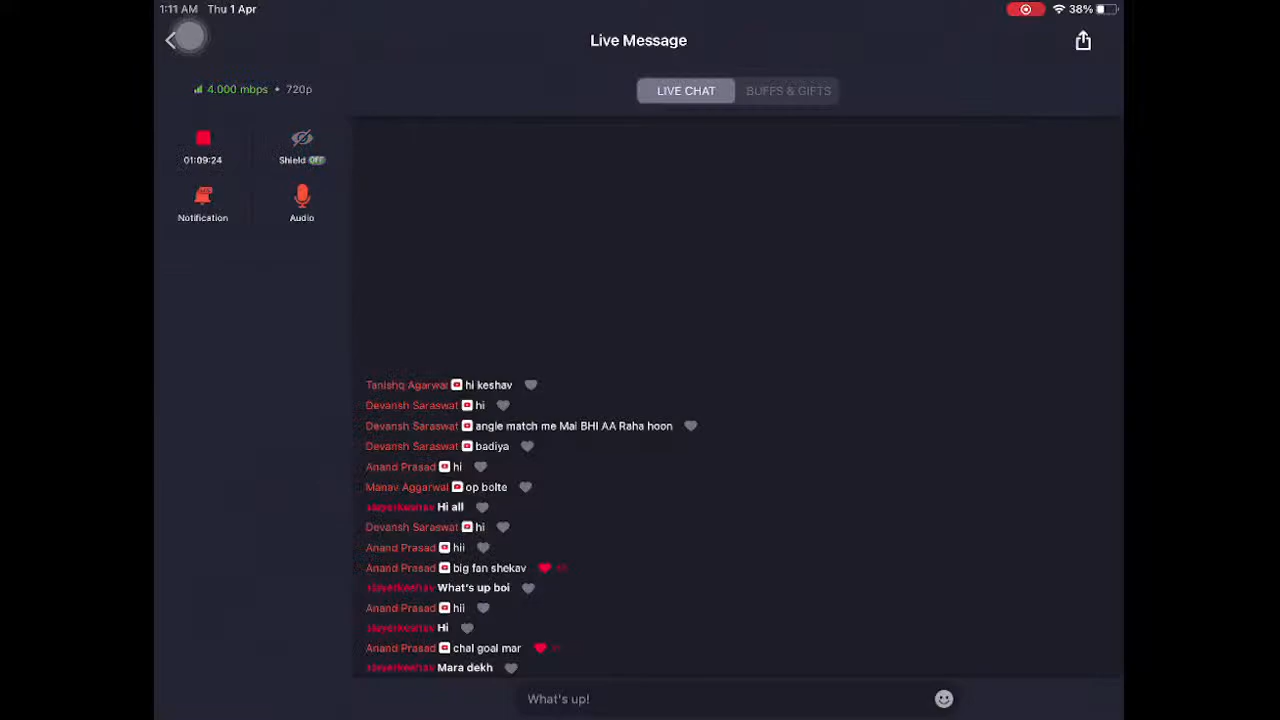 1:11 AM Thu 1 Apr 38%
Live Message
4.000 mbps • 720p
LIVE CHAT BUFFS & GIFTS
01:09:24 Shield OFF
Notification Audio
Tanishq Agarwal hi keshav
Devansh Saraswat hi
Devansh Saraswat angle match me Mai BHI AA Raha hoon
Devansh Saraswat badiya
Anand Prasad hi
Manav Aggarwal op bolte
slayerkeshav Hi all
Devansh Saraswat hi
Anand Prasad hii
Anand Prasad big fan shekav
slayerkeshav What's up boi
Anand Prasad hii
slayerkeshav Hi
Anand Prasad chal goal mar
slayerkeshav Mara dekh
What's up!